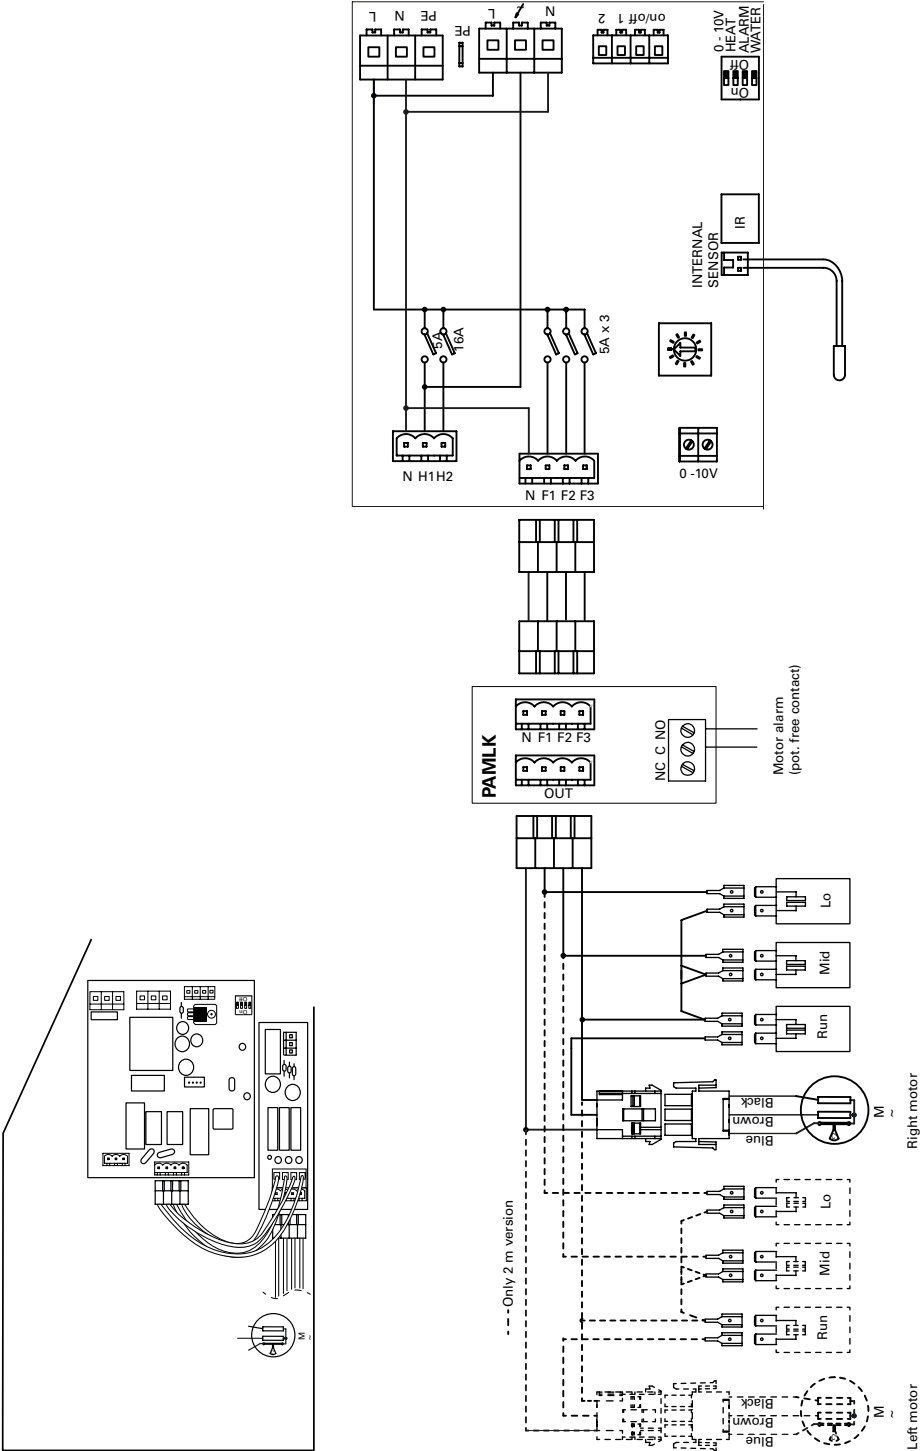 L N PE
PE
L N
2 1 on/off
0 - 10V
HEAT
ALARM
WATER
Off
On
IR
INTERNAL
SENSOR
5A
16A
5A x 3
N H1 H2
N F1 F2 F3
0 -10V
PAMLK
N F1 F2 F3
OUT
NC C NO
Motor alarm
(pot. free contact)
Lo
Mid
Run
Black
Brown
Blue
M
~
Right motor
Only 2 m version
Lo
Mid
Run
Black
Brown
Blue
M
~
Left motor
Off
On
M
~